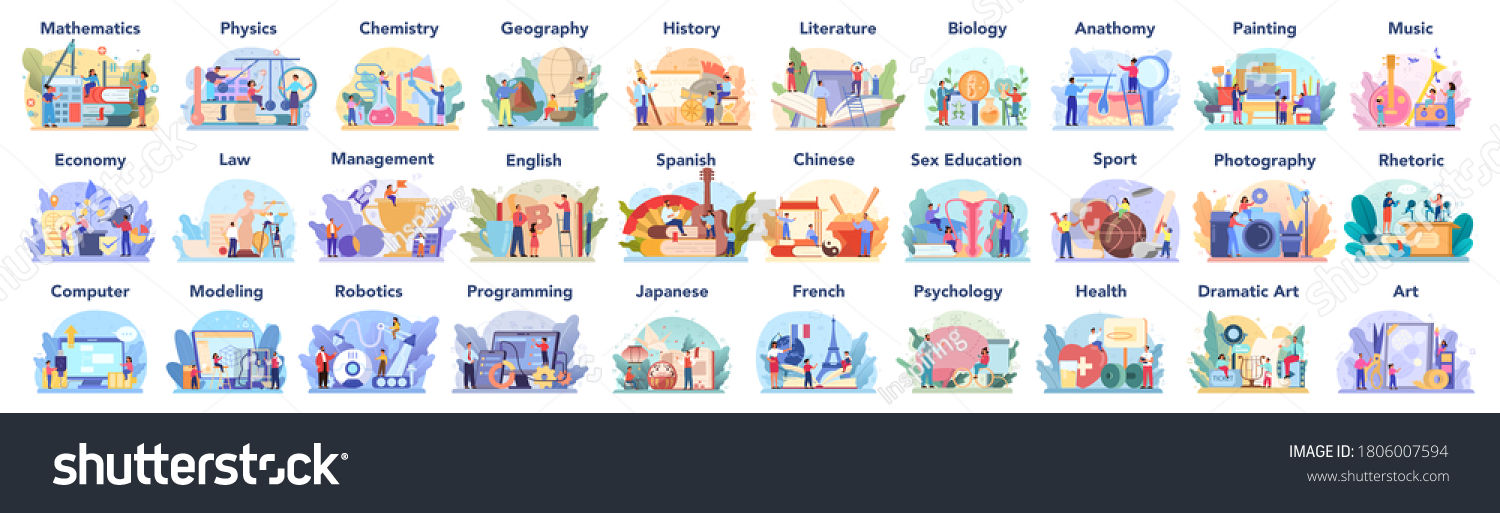 Mathematics Physics Chemistry Geography History Literature Biology Anathomy Painting Music
Economy Law Management English Spanish Chinese Sex Education Sport Photography Rhetoric
B
Computer Modeling Robotics Programming Japanese French Psychology Health Dramatic Art Art
shutterstock
IMAGE ID: 1806007594
www.shutterstock.com
Inspiring
Inspiring